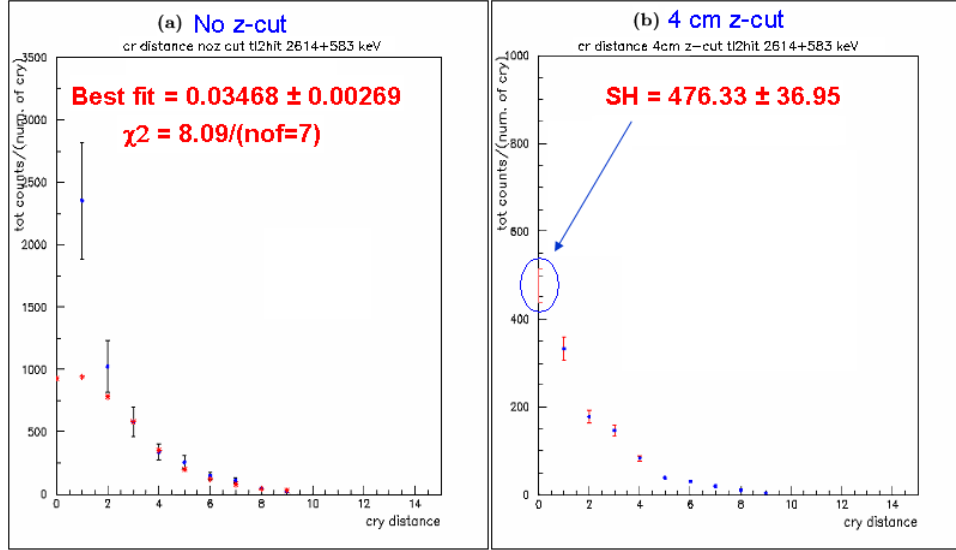 (a) No z-cut
cr distance noz cut tl2hit 2614+583 keV
Best fit = 0.03468 ± 0.00269
χ2 = 8.09/(nof=7)
tot counts/(num. of cry)
3500
3000
2500
2000
1500
1000
500
0
0 2 4 6 8 10 12 14
cry distance
(b) 4 cm z-cut
cr distance 4cm z-cut tl2hit 2614+583 keV
SH = 476.33 ± 36.95
tot counts/(num. of cry)
1000
800
600
400
200
0
0 2 4 6 8 10 12 14
cry distance